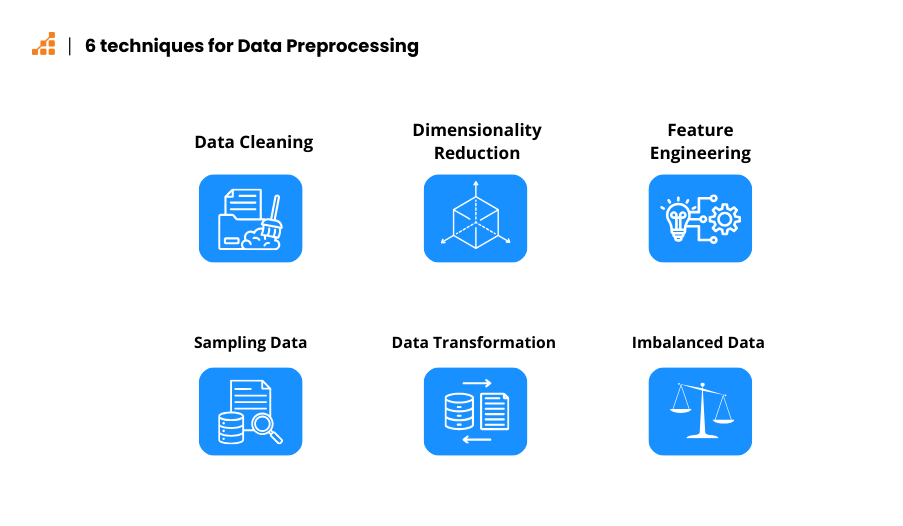 6 techniques for Data Preprocessing
Data Cleaning
Dimensionality
Reduction
Feature
Engineering
Sampling Data
Data Transformation
Imbalanced Data